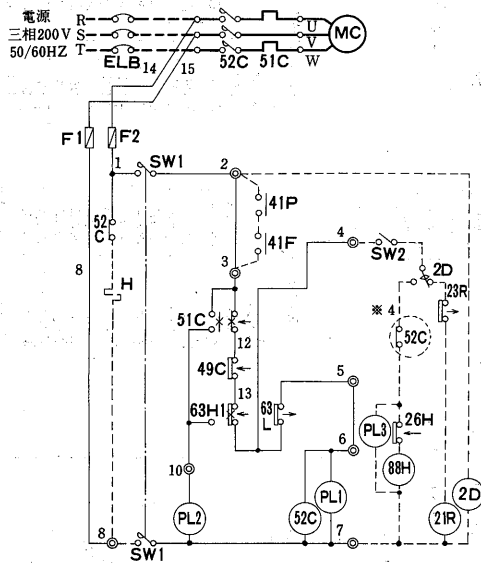 電源 R
三相200V S
50/60HZ T
ELB
14
15
52C
51C
U
V
W
MC
F1
F2
1
SW1
2
52
C
41P
41F
4
SW2
2D
23R
8
H
3
※4
52C
51C
12
49C
13
63H1
63
L
5
6
26H
PL3
88H
10
PL2
52C
PL1
21R
2D
8
SW1
7